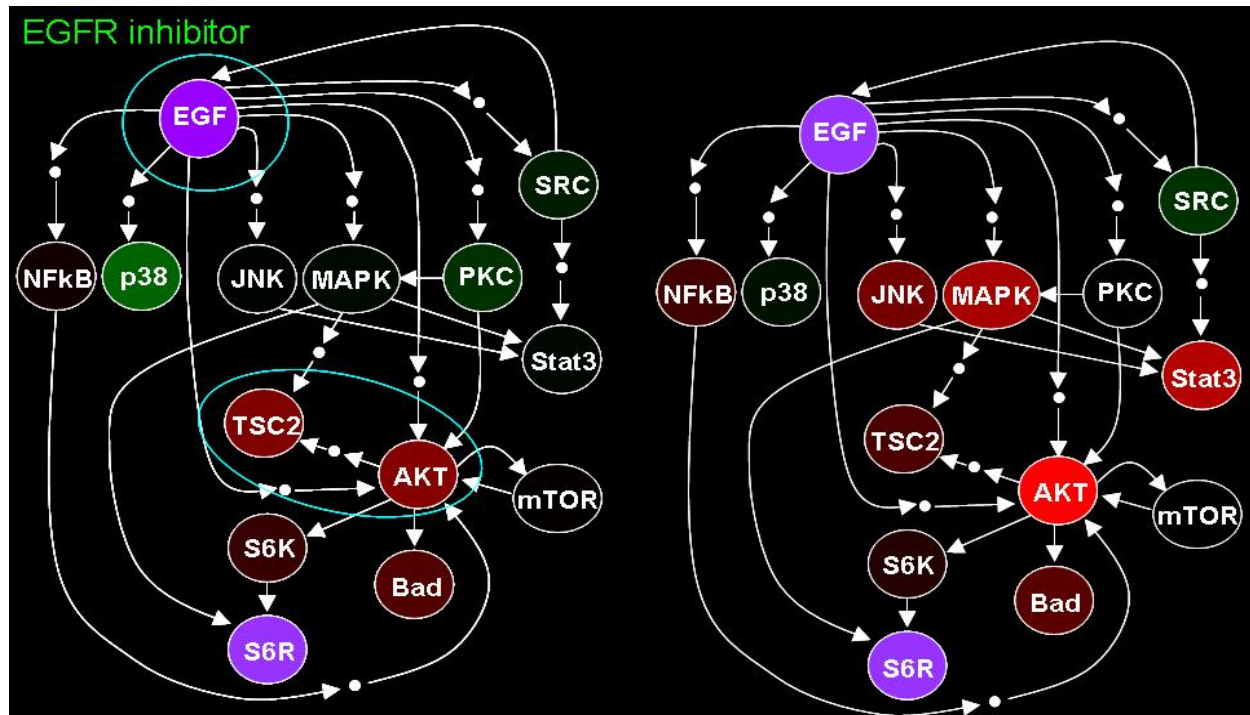 EGFR inhibitor
EGF
SRC
NFkB
p38
JNK
MAPK
PKC
Stat3
TSC2
AKT
mTOR
S6K
Bad
S6R
EGF
SRC
NFkB
p38
JNK
MAPK
PKC
Stat3
TSC2
AKT
mTOR
S6K
Bad
S6R